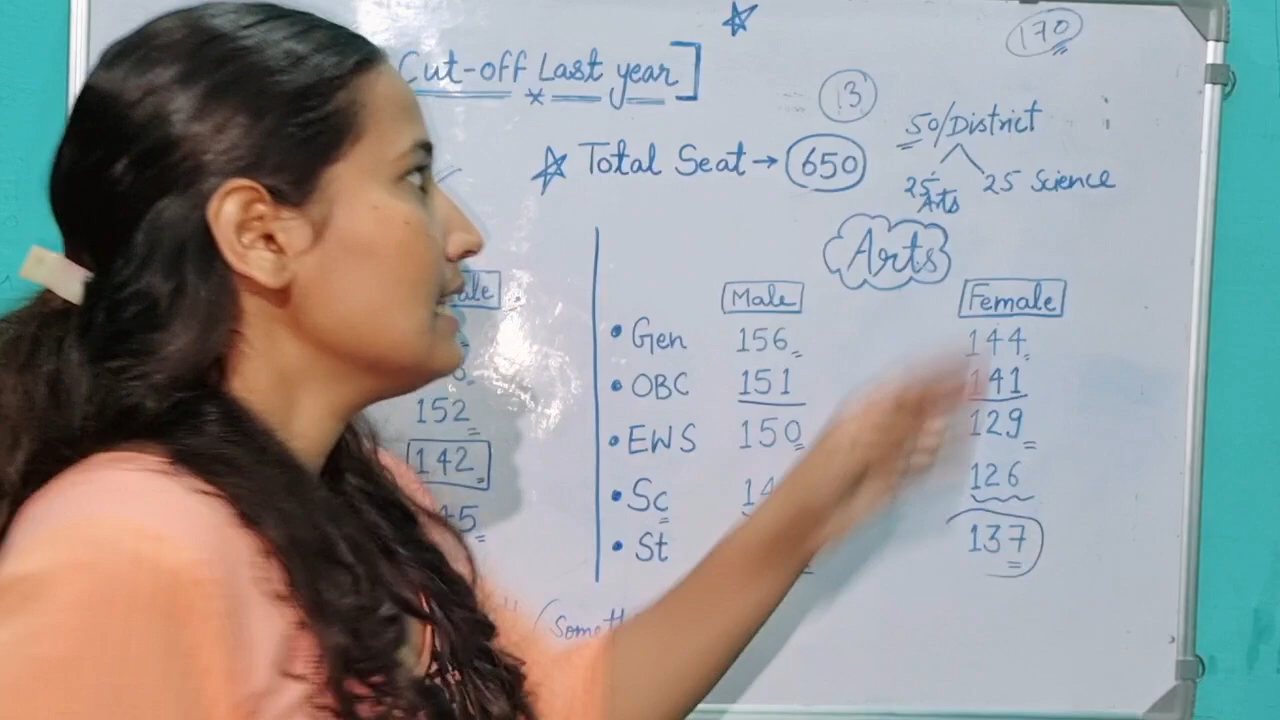 170
Cut-off Last year]
13
50/District
Total Seat → 650
25 Arts
25 Science
Arts
Male Female
• Gen 156 144
• OBC 151 141
152
• EWS 150 129
142
• Sc 126
• St 137